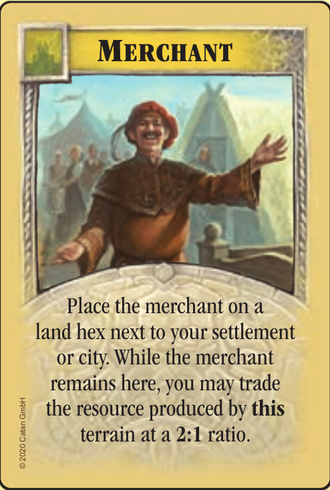 MERCHANT
Place the merchant on a
land hex next to your settlement
or city. While the merchant
remains here, you may trade
the resource produced by this
terrain at a 2:1 ratio.
© 2020 Catan GmbH